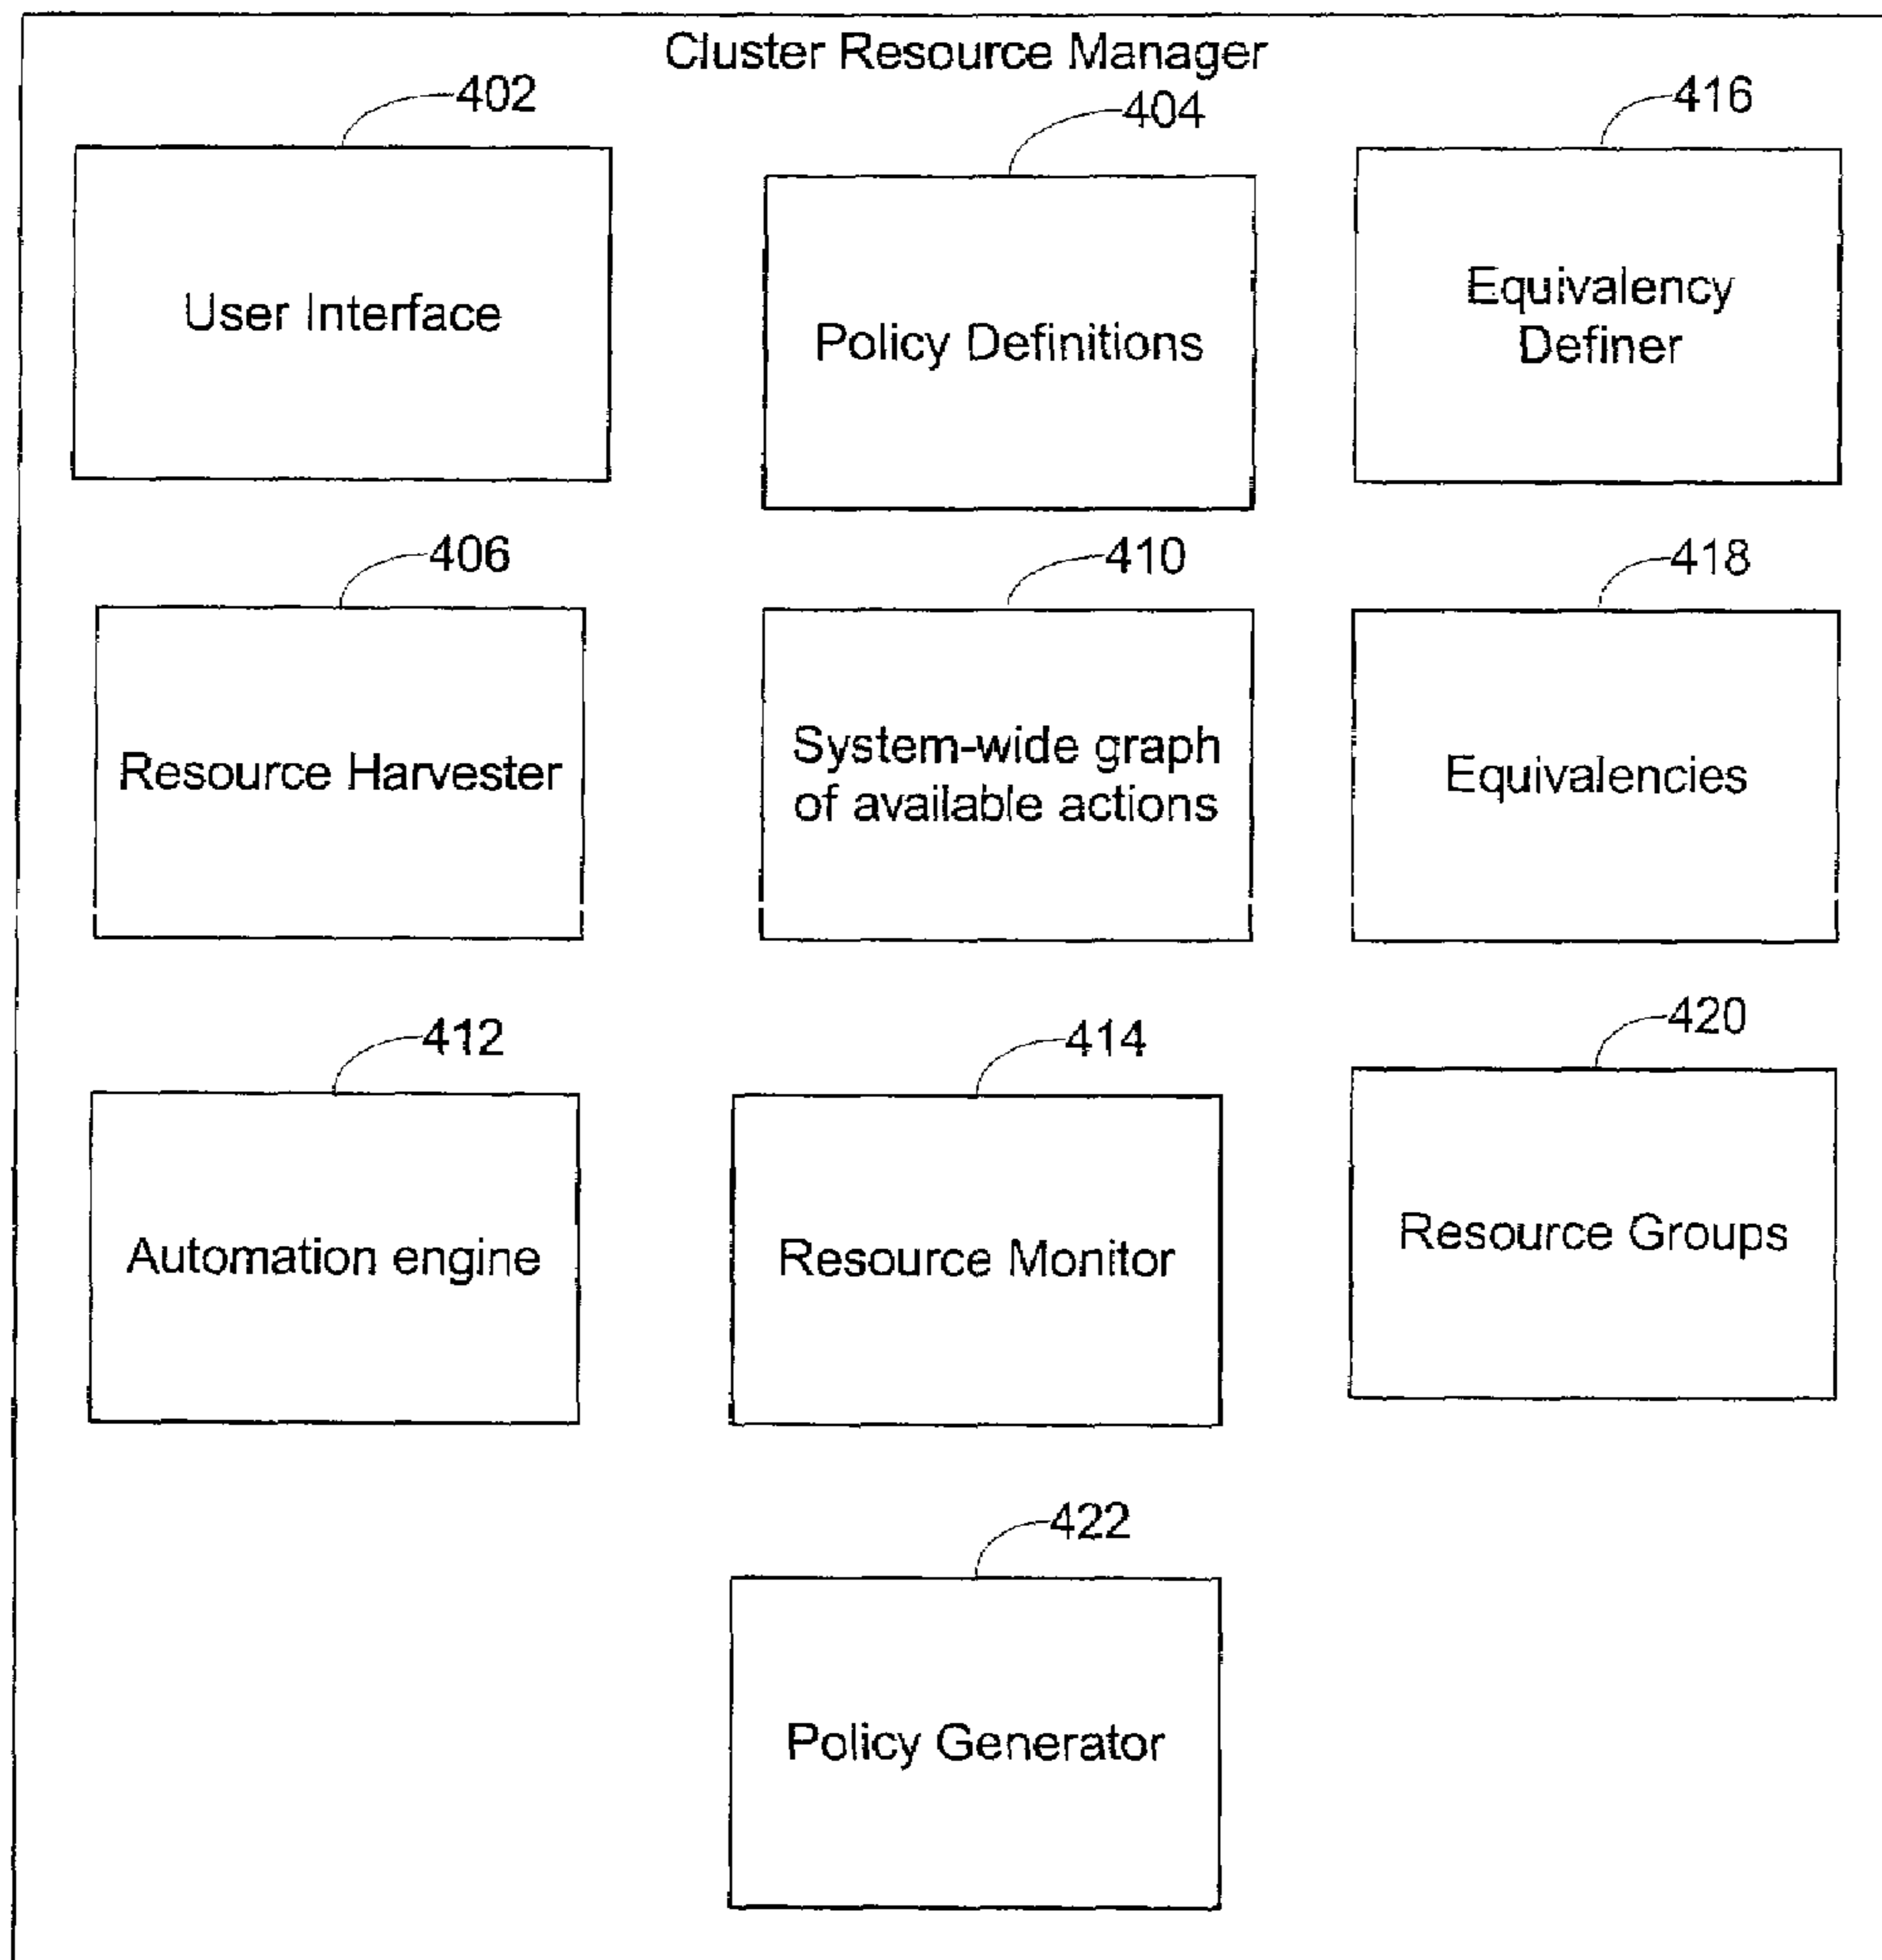 Cluster Resource Manager
402
404
416
User Interface
Policy Definitions
Equivalency
Definer
406
410
418
Resource Harvester
System-wide graph
of available actions
Equivalencies
412
414
420
Automation engine
Resource Monitor
Resource Groups
422
Policy Generator